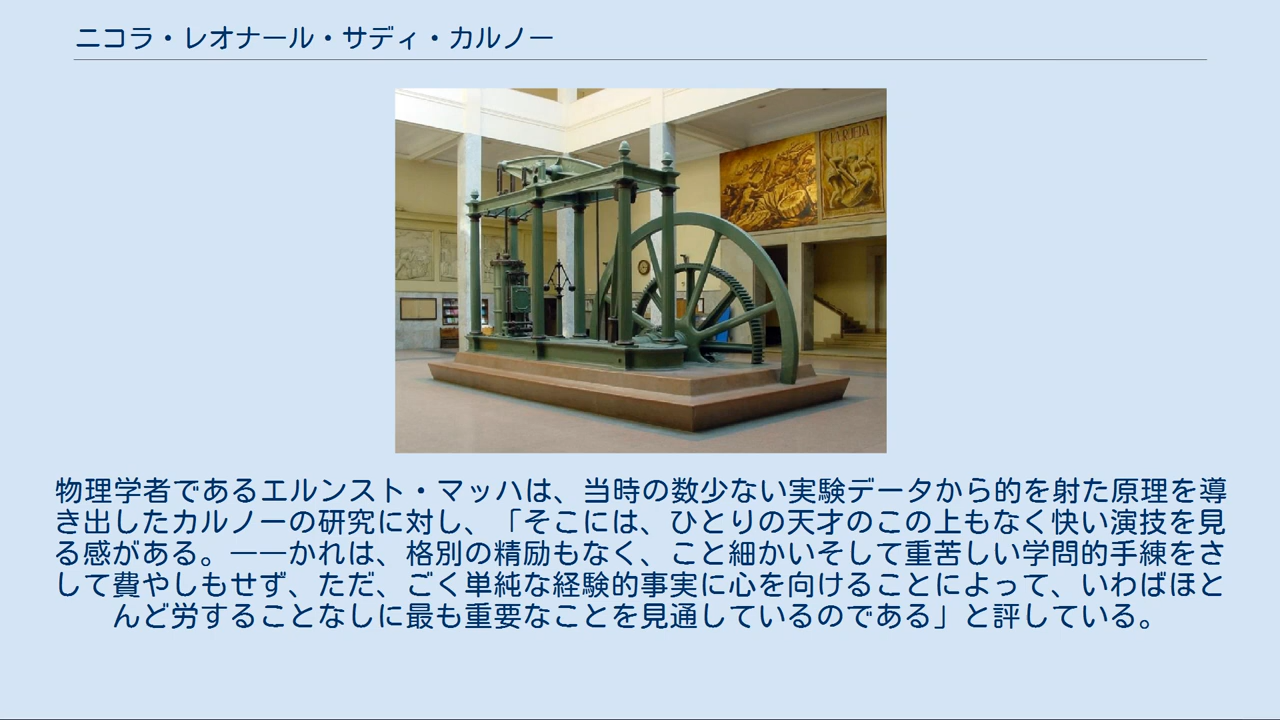 ニコラ・レオナール・サディ・カルノー
物理学者であるエルンスト・マッハは、当時の数少ない実験データから的を射た原理を導
き出したカルノーの研究に対し、「そこには、ひとりの天才のこの上もなく快い演技を見
る感がある。――かれは、格別の精励もなく、こと細かいそして重苦しい学問的手練をさ
して費やしもせず、ただ、ごく単純な経験的事実に心を向けることによって、いわばほと
んど労することなしに最も重要なことを見通しているのである」と評している。